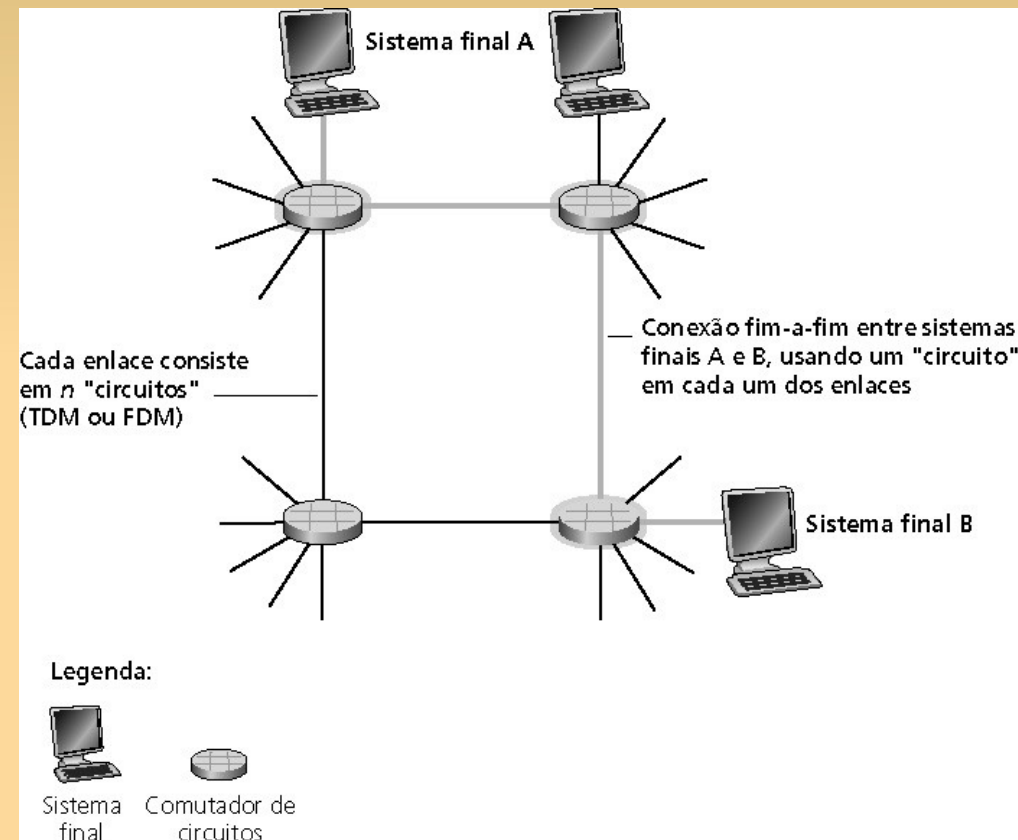 Sistema final A
Conexão fim-a-fim entre sistemas
finais A e B, usando um "circuito"
em cada um dos enlaces
Cada enlace consiste
em n "circuitos"
(TDM ou FDM)
Sistema final B
Legenda:
Sistema
final
Comutador de
circuitos